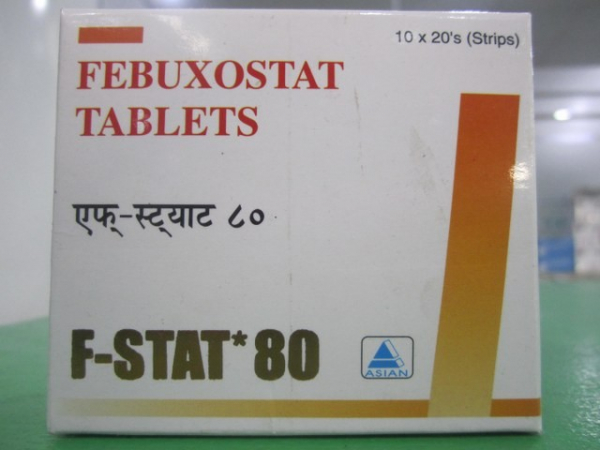 10 x 20's (Strips)
FEBUXOSTAT
TABLETS
एफ्-स्ट्याट ८०
F-STAT* 80
ASIAN